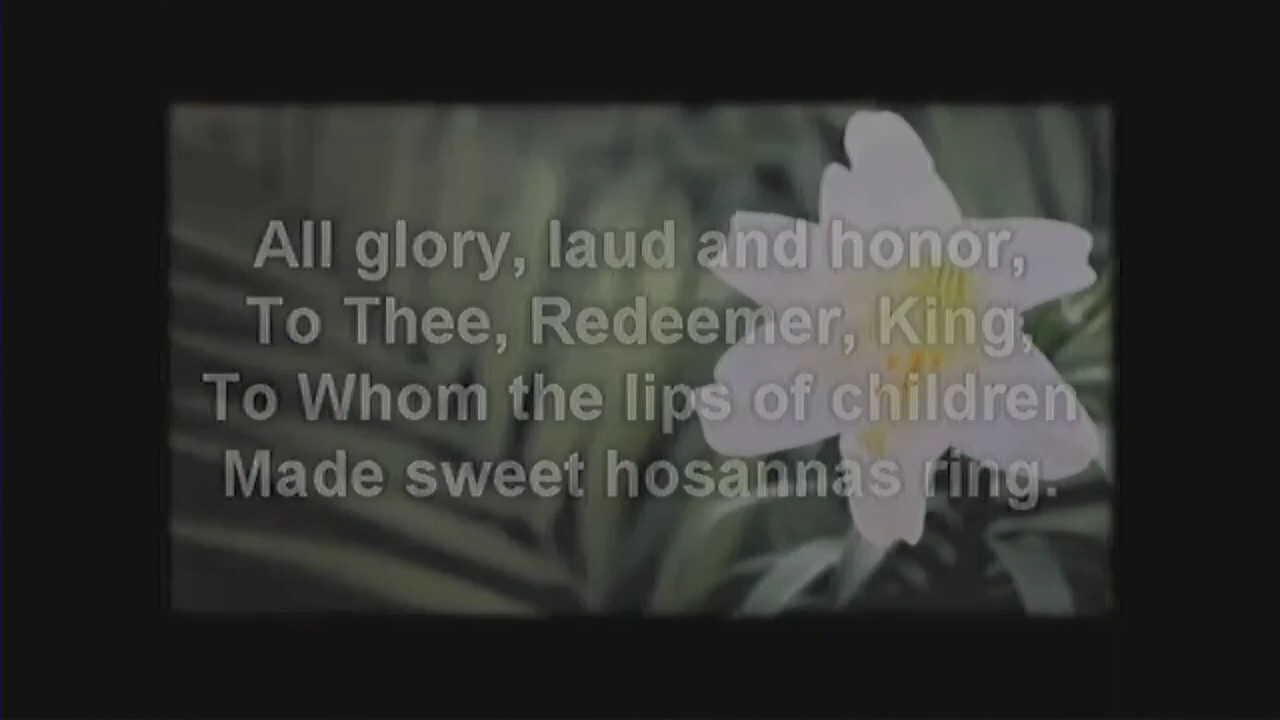 All glory, laud and honor,
To Thee, Redeemer, King,
To Whom the lips of children
Made sweet hosannas ring.